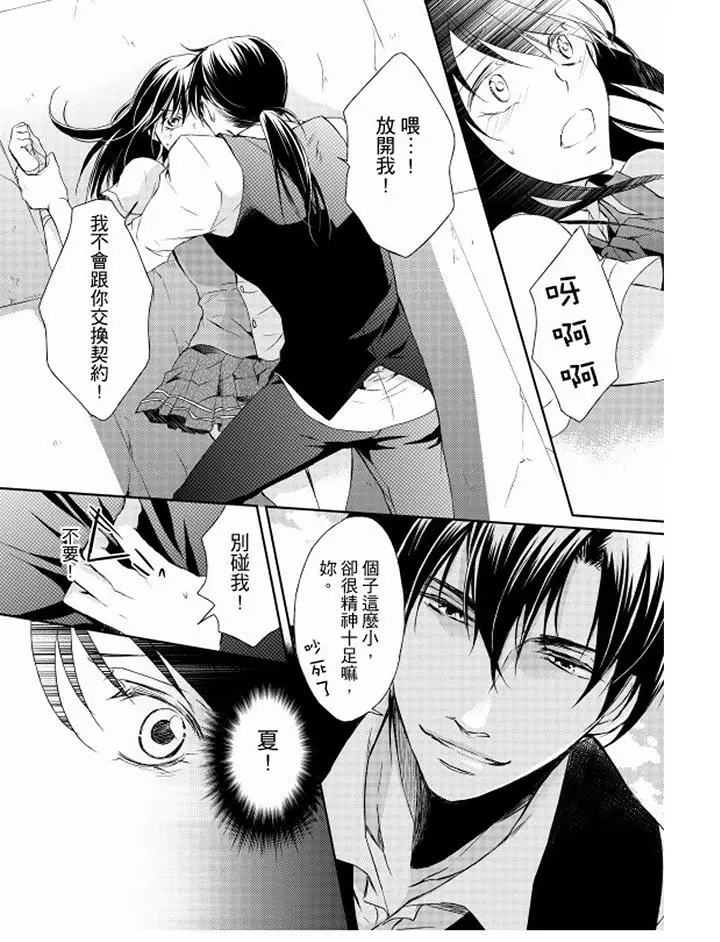 呀啊啊
喂…！
放開我！
我不會跟你交換契約！
個子這麼小，
卻很精神十足嘛，
妳。
吵死了
別碰我！
不要！
夏！